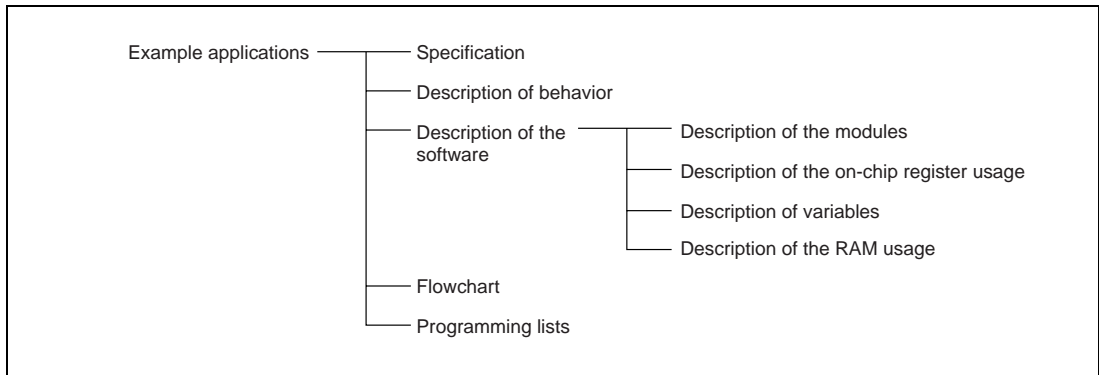 Example applications
Specification
Description of behavior
Description of the
software
Description of the modules
Description of the on-chip register usage
Description of variables
Description of the RAM usage
Flowchart
Programming lists